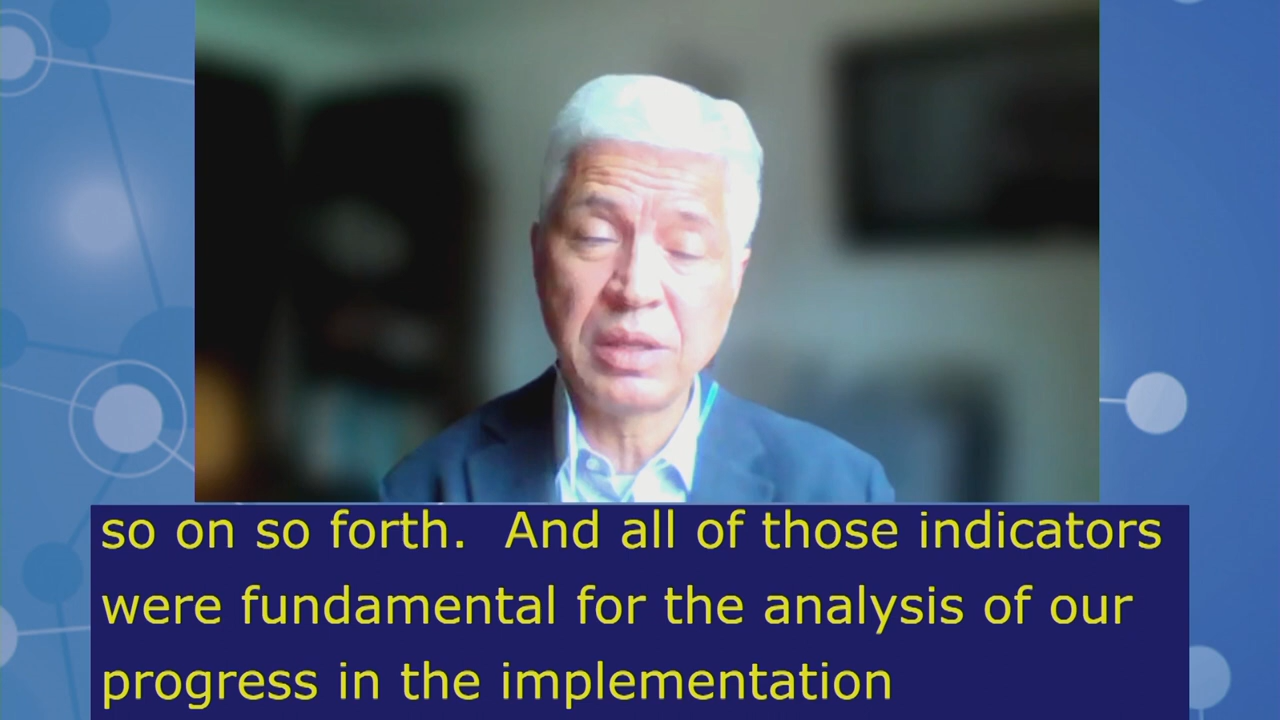 so on so forth.  And all of those indicators
were fundamental for the analysis of our
progress in the implementation